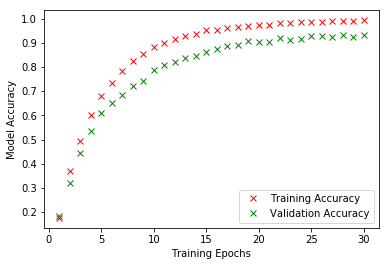 1.0
0.9
0.8
0.7
0.6
0.5
0.4
0.3
0.2
Model Accuracy
Training Accuracy
Validation Accuracy
0 5 10 15 20 25 30
Training Epochs